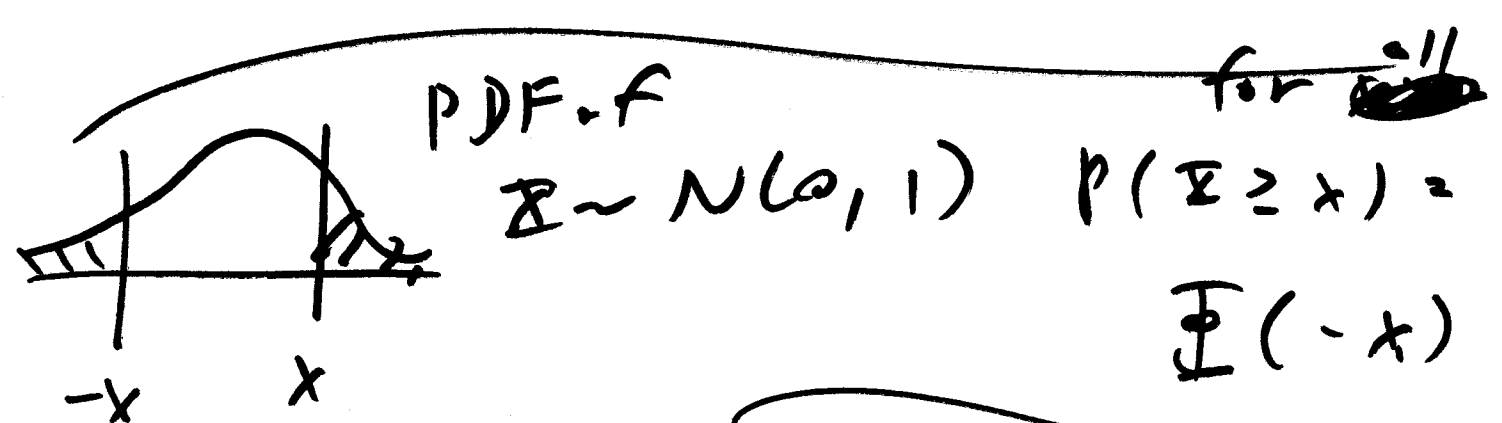 for all
PDF. f
X ~ N(0, 1) P(X ≥ x) =
Φ(-x)
-x x